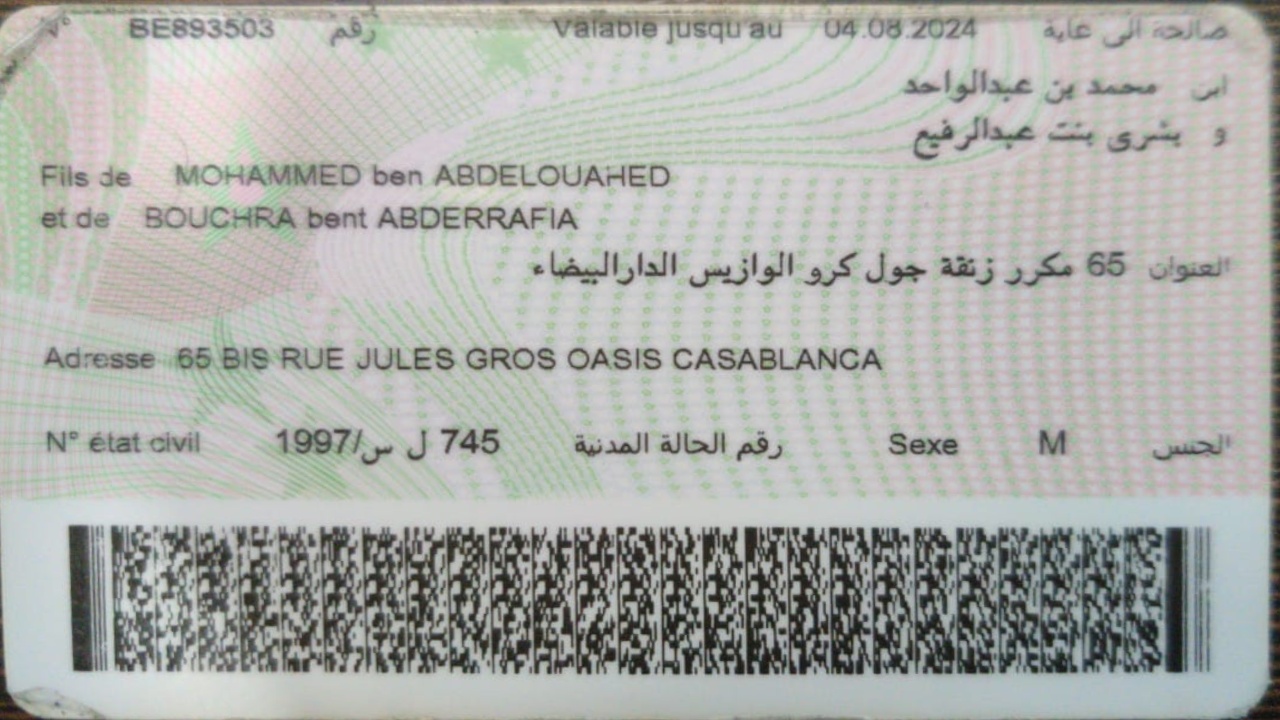 N° BE893503 رقم Valable jusqu'au 04.08.2024 صالحة الى غاية
ابن محمد بن عبدالواحد
و بشرى بنت عبدالرفيع
Fils de MOHAMMED ben ABDELOUAHED
et de BOUCHRA bent ABDERRAFIA
العنوان 65 مكرر زنقة جول كرو الوازيس الدارالبيضاء
Adresse 65 BIS RUE JULES GROS OASIS CASABLANCA
N° état civil 745 ل س/1997 رقم الحالة المدنية Sexe M الجنس